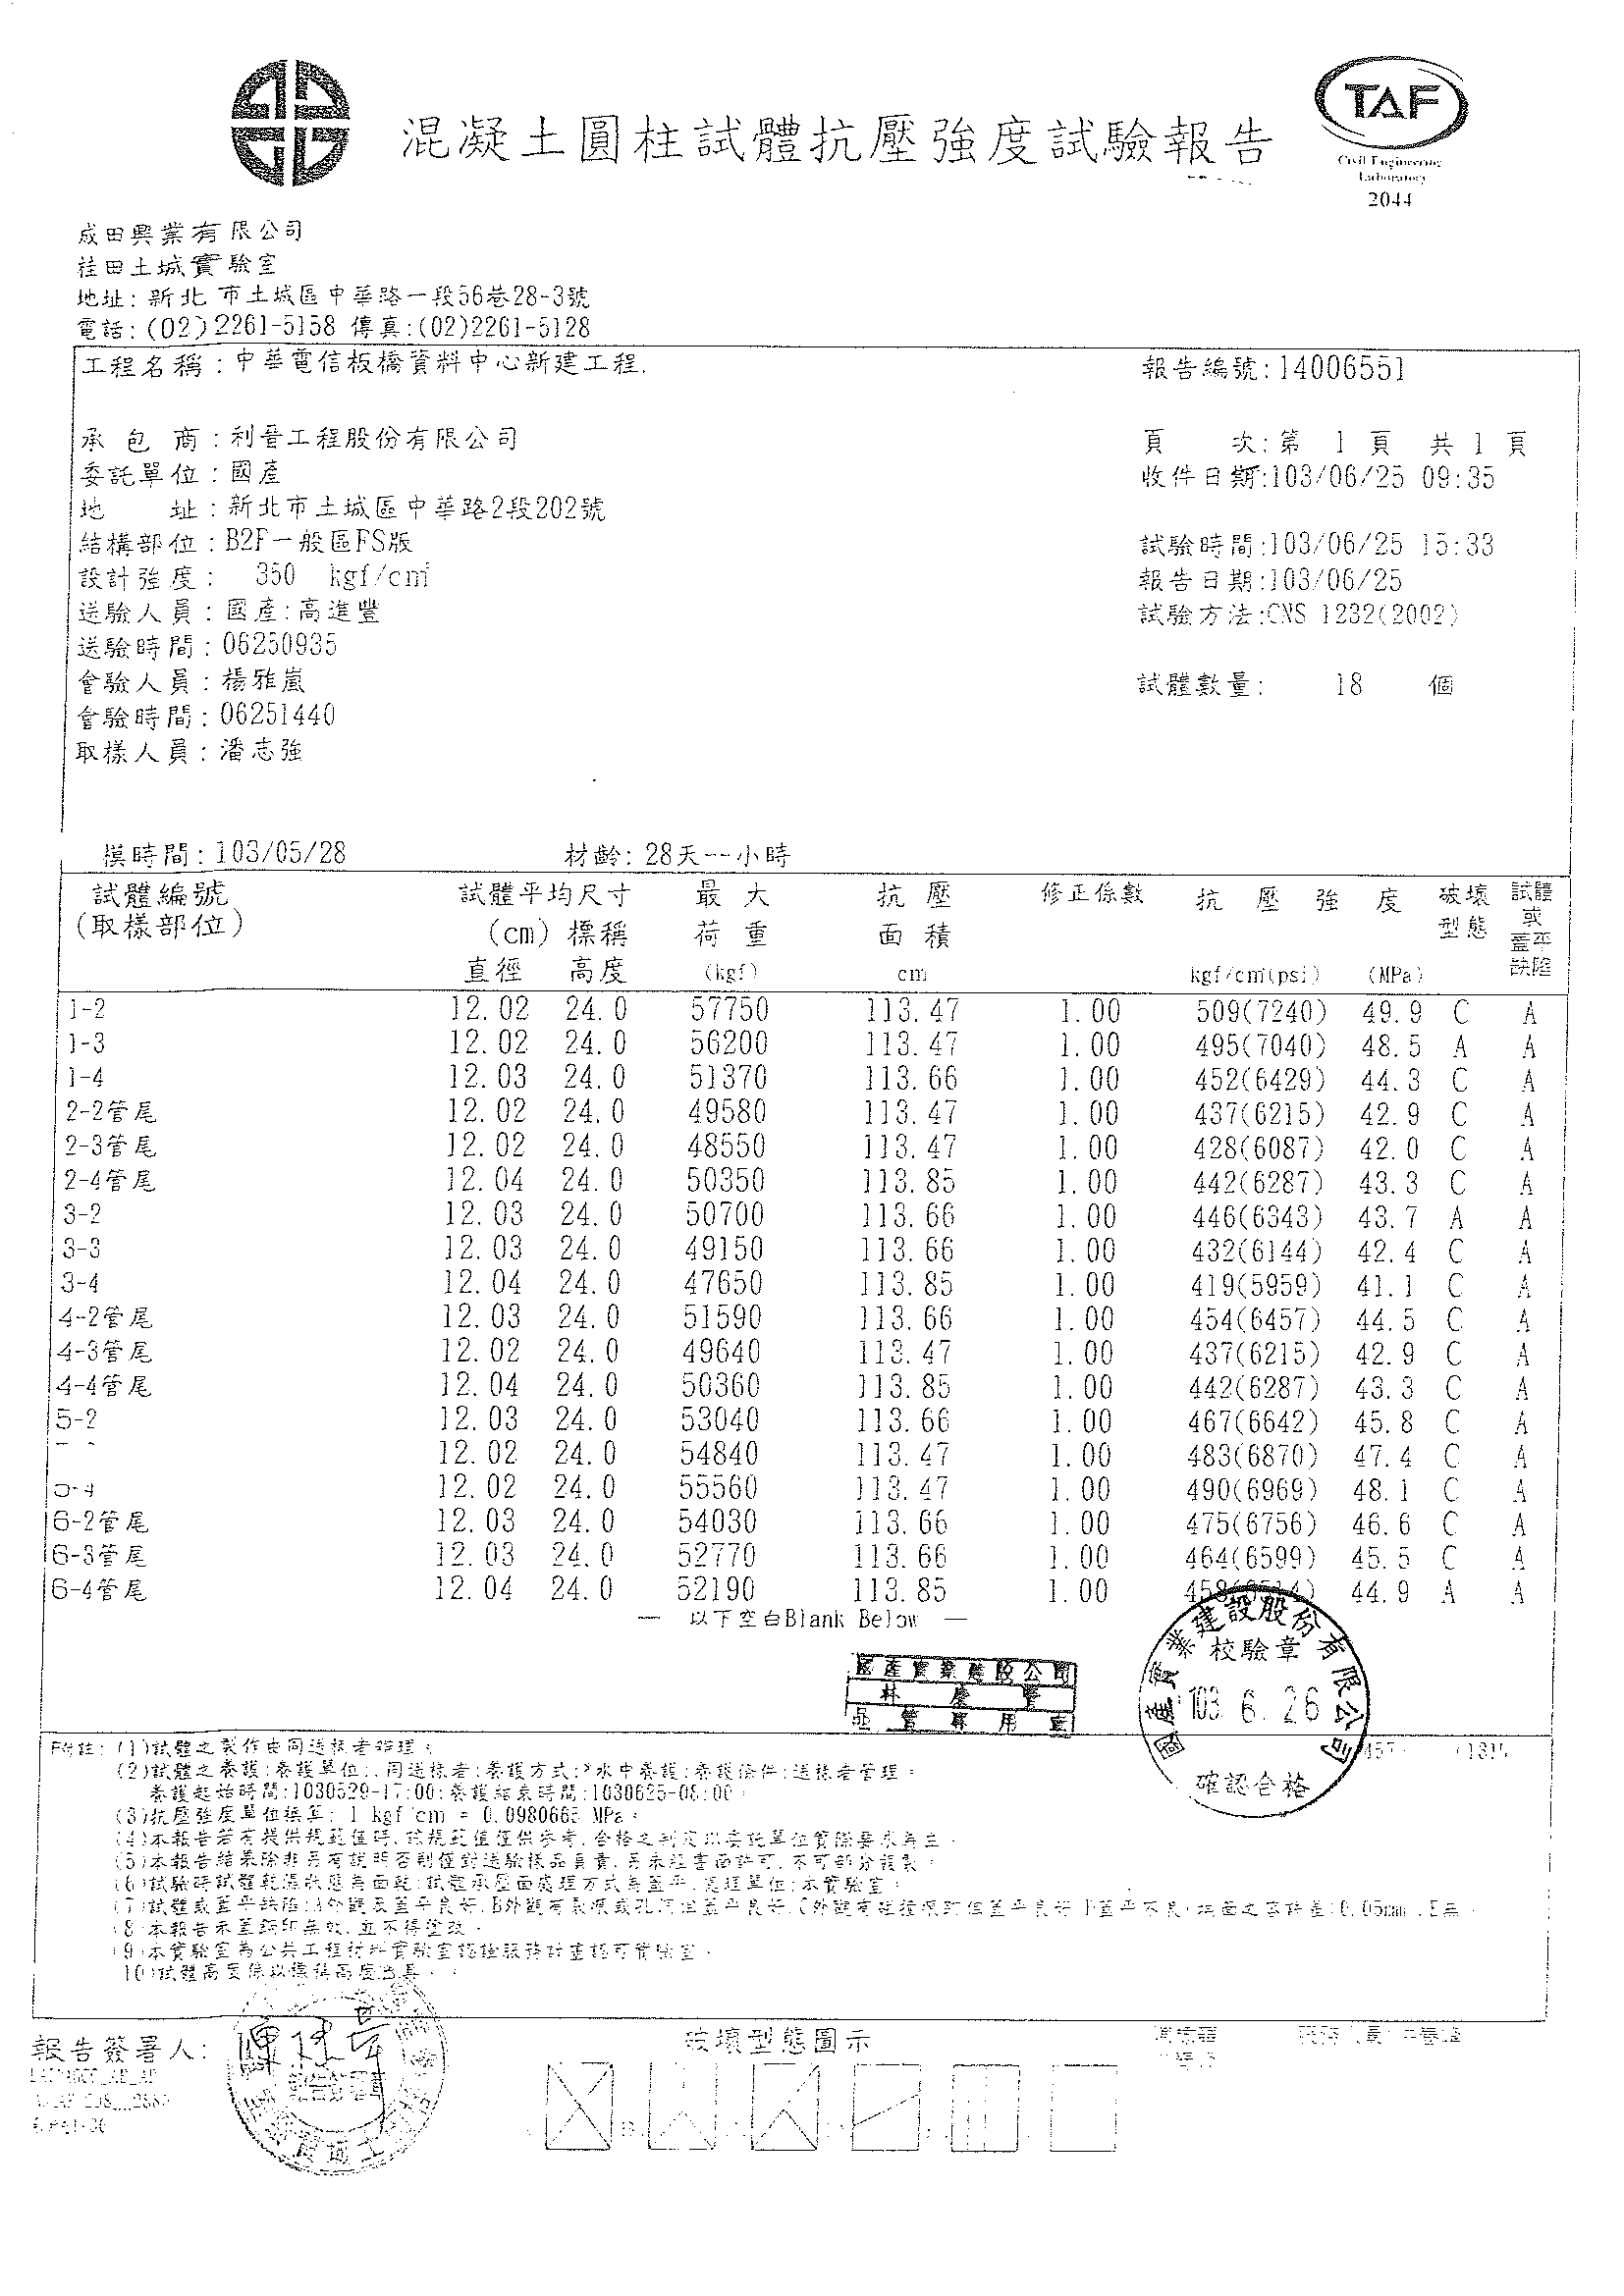 混凝土圓柱試體抗壓強度試驗報告
TAF
Civil Engineering
Laboratory
2044
成田興業有限公司
桂田土城實驗室
地址:新北市土城區中華路一段56巷28-3號
電話:(02)2261-5158 傳真:(02)2261-5128
工程名稱:中華電信板橋資料中心新建工程.
報告編號:14006551
承包商:利晉工程股份有限公司
頁次:第 1 頁 共 1 頁
委託單位:國產
收件日期:103/06/25 09:35
地址:新北市土城區中華路2段202號
結構部位:B2F一般區FS版
試驗時間:103/06/25 15:33
設計強度: 350 kgf/c㎡
報告日期:103/06/25
送驗人員:國產:高進豐
試驗方法:CNS 1232(2002)
送驗時間:06250935
會驗人員:楊雅嵐
試體數量: 18 個
會驗時間:06251440
取樣人員:潘志強
模時間:103/05/28 材齡:28天--小時
試體編號 試體平均尺寸 最大 抗壓 修正係數 抗壓強度 破壞 試體
(取樣部位) (cm) 標稱 荷重 面積 型態 或
蓋平
直徑 高度 (kgf) c㎡ kgf/c㎡(psi) (MPa) 缺陷
1-2 12.02 24.0 57750 113.47 1.00 509(7240) 49.9 C A
1-3 12.02 24.0 56200 113.47 1.00 495(7040) 48.5 A A
1-4 12.03 24.0 51370 113.66 1.00 452(6429) 44.3 C A
2-2管尾 12.02 24.0 49580 113.47 1.00 437(6215) 42.9 C A
2-3管尾 12.02 24.0 48550 113.47 1.00 428(6087) 42.0 C A
2-4管尾 12.04 24.0 50350 113.85 1.00 442(6287) 43.3 C A
3-2 12.03 24.0 50700 113.66 1.00 446(6343) 43.7 A A
3-3 12.03 24.0 49150 113.66 1.00 432(6144) 42.4 C A
3-4 12.04 24.0 47650 113.85 1.00 419(5959) 41.1 C A
4-2管尾 12.03 24.0 51590 113.66 1.00 454(6457) 44.5 C A
4-3管尾 12.02 24.0 49640 113.47 1.00 437(6215) 42.9 C A
4-4管尾 12.04 24.0 50360 113.85 1.00 442(6287) 43.3 C A
5-2 12.03 24.0 53040 113.66 1.00 467(6642) 45.8 C A
12.02 24.0 54840 113.47 1.00 483(6870) 47.4 C A
5-4 12.02 24.0 55560 113.47 1.00 490(6969) 48.1 C A
6-2管尾 12.03 24.0 54030 113.66 1.00 475(6756) 46.6 C A
6-3管尾 12.03 24.0 52770 113.66 1.00 464(6599) 45.5 C A
6-4管尾 12.04 24.0 52190 113.85 1.00 458(6514) 44.9 A A
— 以下空白Blank Below —
國產實業建設公司
品管專用章
國產實業建設股份有限公司
校驗章
103. 6. 26
確認合格
附註:(1)試體之製作由同送樣者辦理。
(2)試體之養護:養護單位:同送樣者:養護方式:水中養護:養護條件:送樣者管理。
養護起始時間:1030529-17:00:養護結束時間:1030625-08:00。
(3)抗壓強度單位換算: 1 kgf/c㎡ = 0.0980665 MPa。
(4)本報告若有提供規範值時,該規範值僅供參考,合格之判定以委託單位實際要求為主。
(5)本報告結果除非另有說明否則僅對送驗樣品負責,另未經書面許可,不可部分複製。
(6)試驗時試體乾濕狀態為面乾:試體承壓面處理方式為蓋平,處理單位:本實驗室。
(7)試體或蓋平缺陷:A外觀及蓋平良好,B外觀有裂痕或孔洞但蓋平良好,C外觀有碰撞痕跡但蓋平良好
(8)本報告未蓋鋼印無效,並不得塗改。
(9)本實驗室為公共工程材料實驗室認證服務計畫認可實驗室。
(10)試體高度係以標稱高度為準。
報告簽署人: 破壞型態圖示